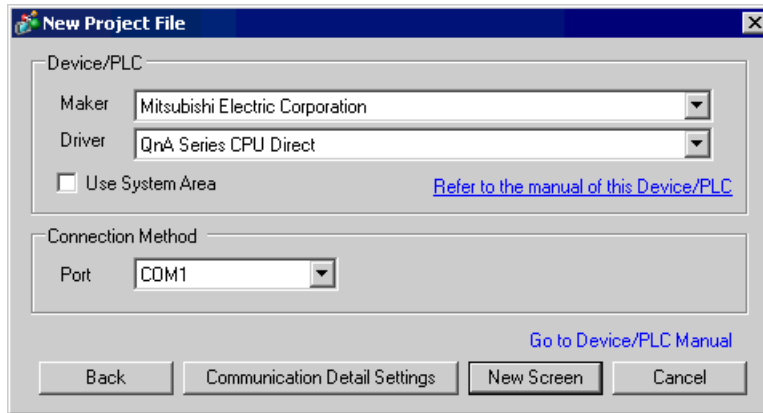 New Project File
Device/PLC
Maker Mitsubishi Electric Corporation
Driver QnA Series CPU Direct
Use System Area Refer to the manual of this Device/PLC
Connection Method
Port COM1
Go to Device/PLC Manual
Back Communication Detail Settings New Screen Cancel